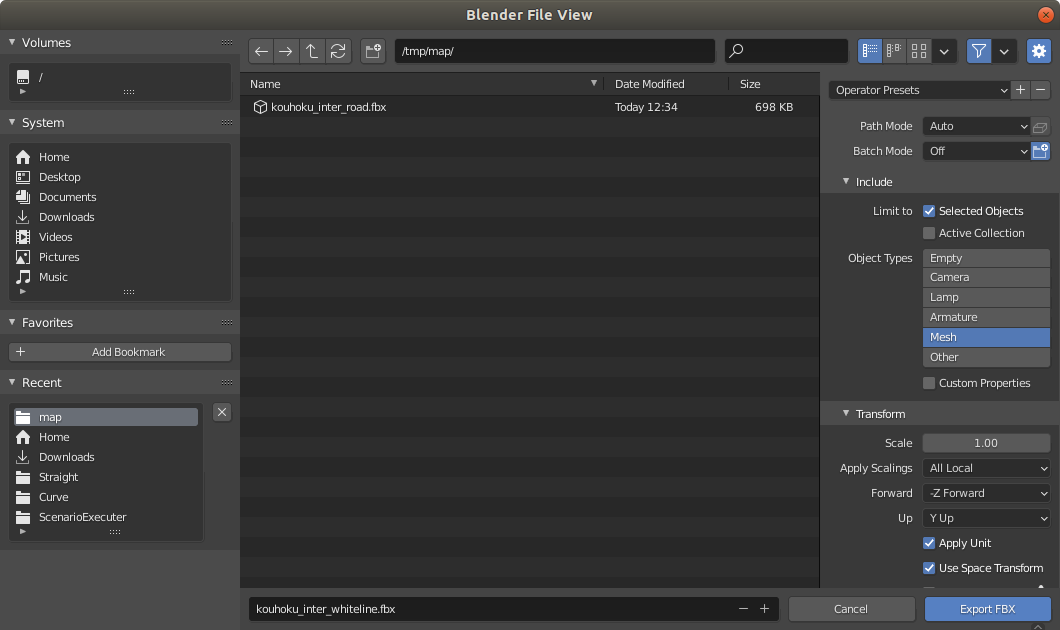 Blender File View
Volumes
/
System
Home
Desktop
Documents
Downloads
Videos
Pictures
Music
Favorites
Add Bookmark
Recent
map
Home
Downloads
Straight
Curve
ScenarioExecuter
/tmp/map/
Name Date Modified Size
kouhoku_inter_road.fbx Today 12:34 698 KB
Operator Presets
Path Mode Auto
Batch Mode Off
Include
Limit to Selected Objects
Active Collection
Object Types Empty
Camera
Lamp
Armature
Mesh
Other
Custom Properties
Transform
Scale 1.00
Apply Scalings All Local
Forward -Z Forward
Up Y Up
Apply Unit
Use Space Transform
kouhoku_inter_whiteline.fbx
Cancel
Export FBX